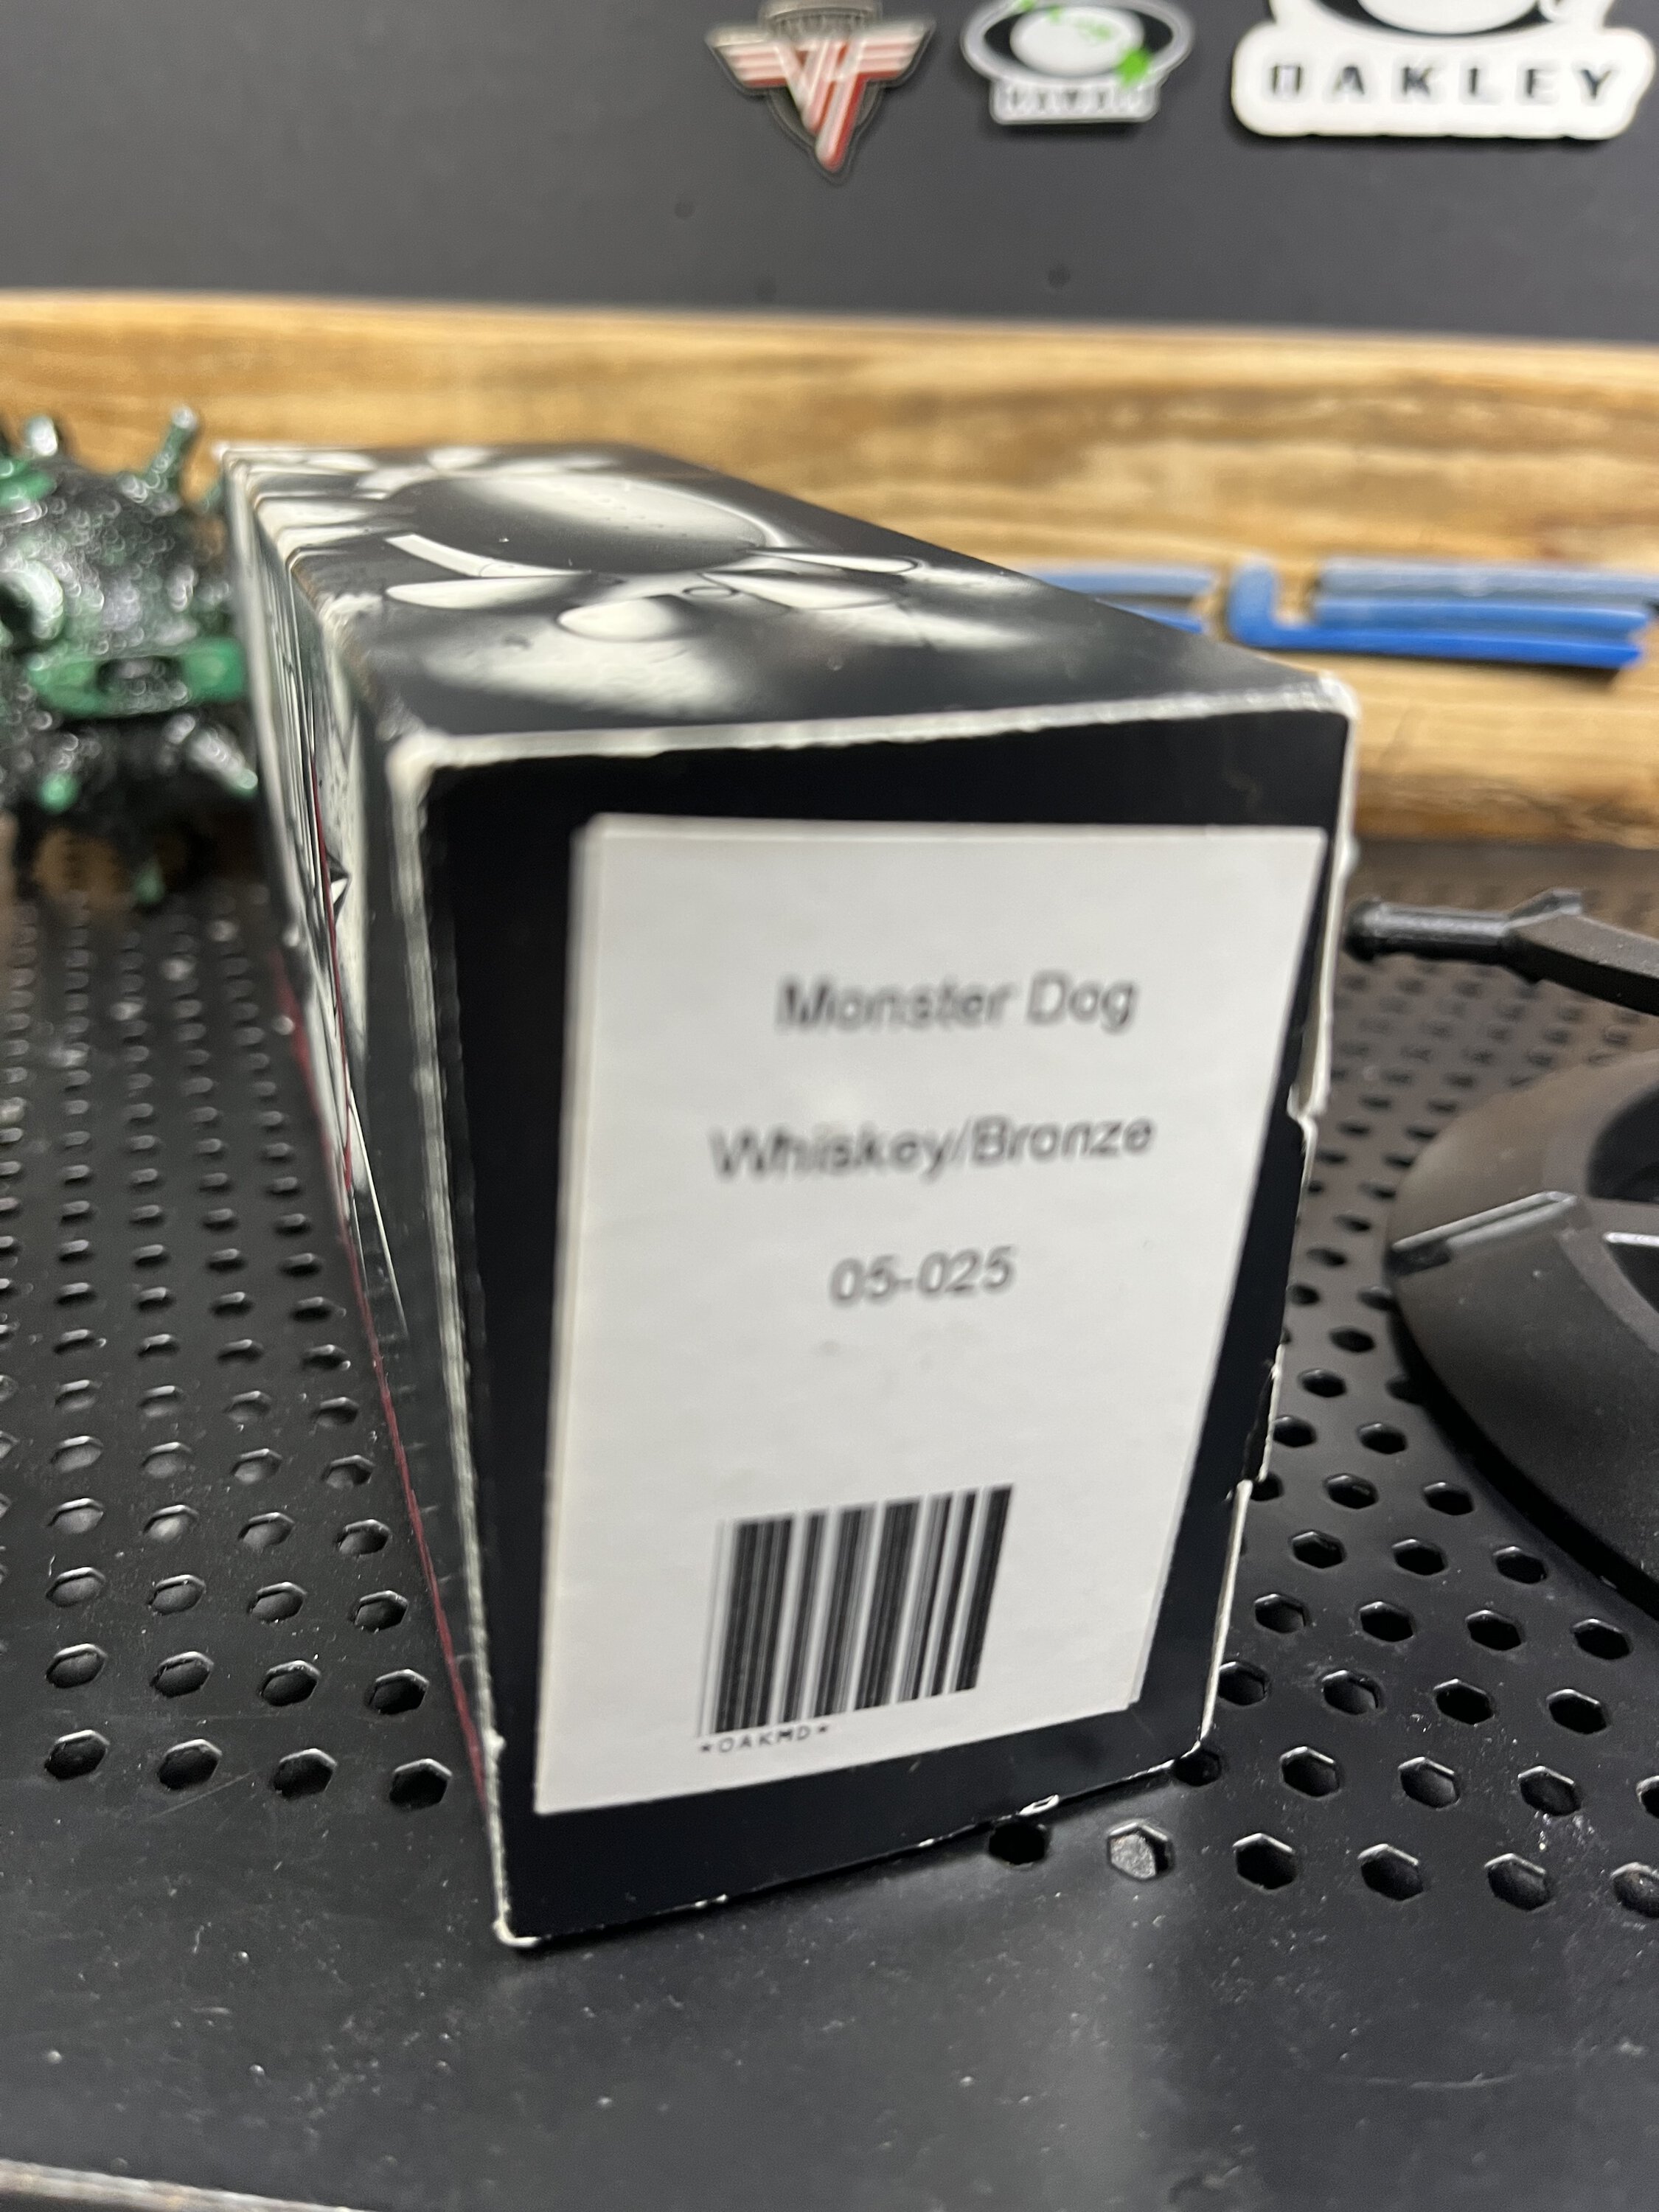 OAKLEY
Monster Dog
Whiskey/Bronze
05-025
*OAKMD*